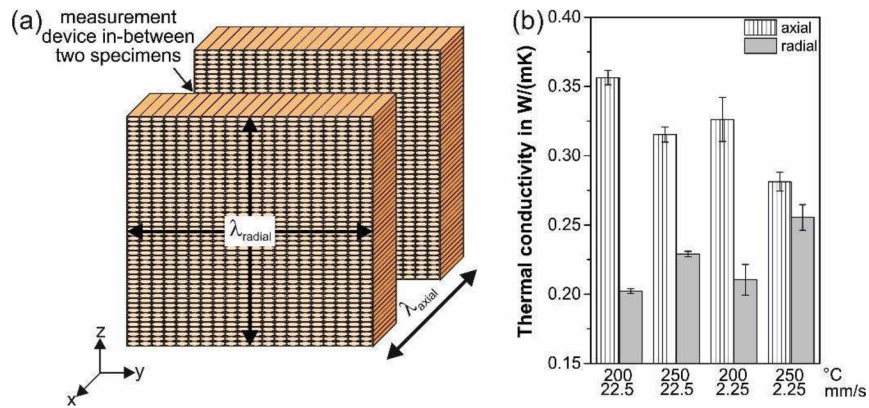 (a)
measurement
device in-between
two specimens
λradial
λaxial
z
y
x
(b)
Thermal conductivity in W/(mK)
0.40
0.35
0.30
0.25
0.20
0.15
axial
radial
200 250 200 250 °C
22.5 22.5 2.25 2.25 mm/s